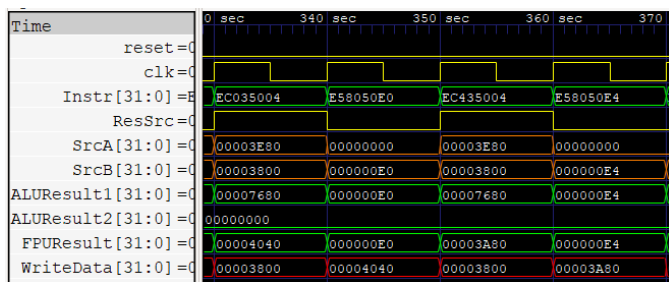 Time 0 sec 340 sec 350 sec 360 sec 370
reset=0
clk=0
Instr[31:0]=E EC035004 E58050E0 EC435004 E58050E4
ResSrc=0
SrcA[31:0]=0 00003E80 00000000 00003E80 00000000
SrcB[31:0]=0 00003800 000000E0 00003800 000000E4
ALUResult1[31:0]=0 00007680 000000E0 00007680 000000E4
ALUResult2[31:0]=0 00000000
FPUResult[31:0]=0 00004040 000000E0 00003A80 000000E4
WriteData[31:0]=0 00003800 00004040 00003800 00003A80